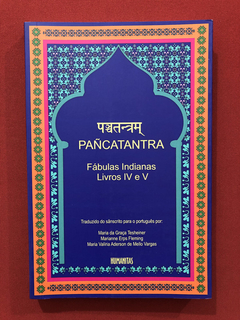 पञ्चतन्त्रम्
PAÑCATANTRA
Fábulas Indianas
Livros IV e V
Traduzido do sânscrito para o português por:
Maria da Graça Tesheiner
Marianne Erps Fleming
Maria Valíria Aderson de Mello Vargas
HUMANITAS